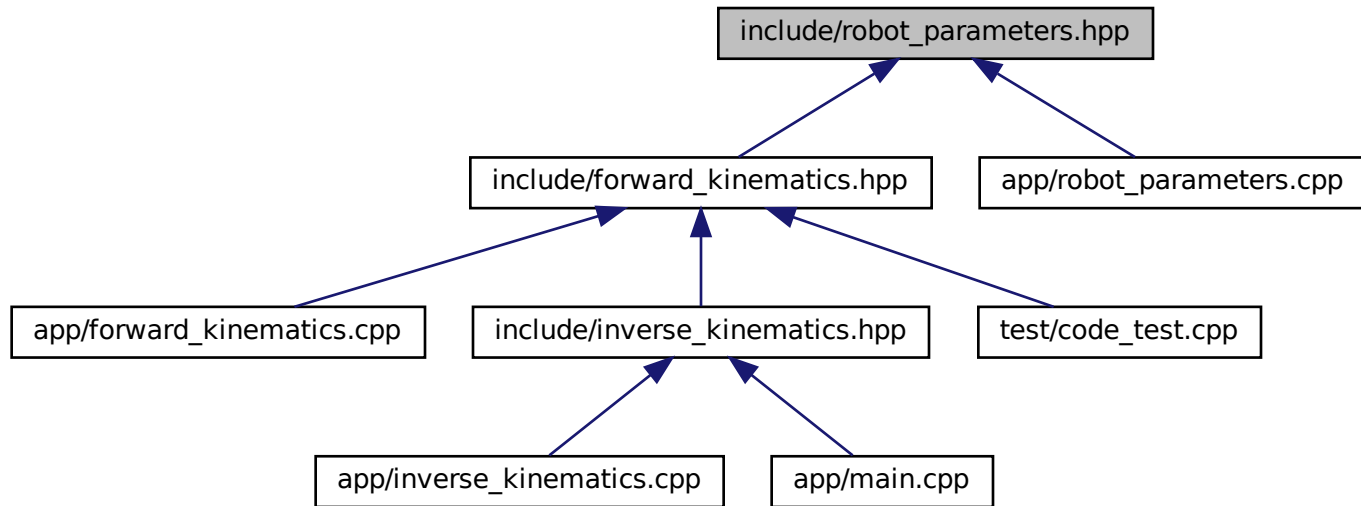 include/robot_parameters.hpp
include/forward_kinematics.hpp
app/robot_parameters.cpp
app/forward_kinematics.cpp
include/inverse_kinematics.hpp
test/code_test.cpp
app/inverse_kinematics.cpp
app/main.cpp